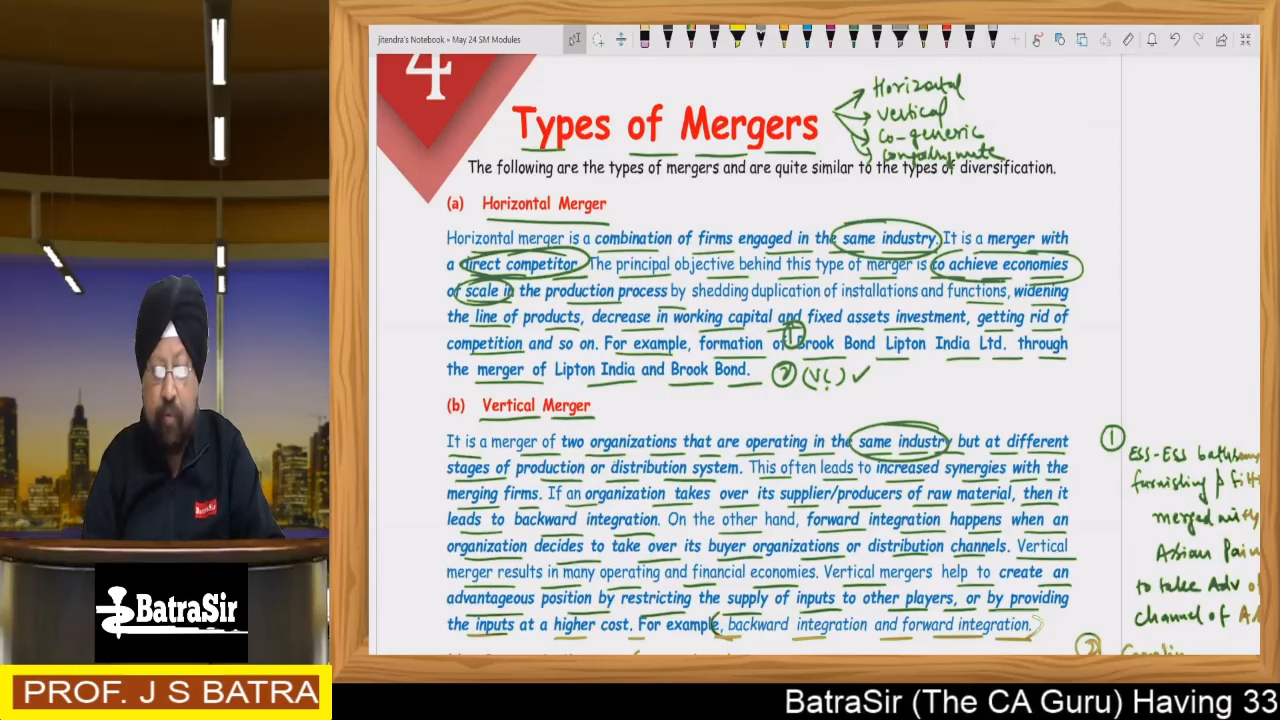 jitendra's Notebook » May 24 SM Modules
4
Types of Mergers
Horizontal
Vertical
Co-generic
Conglomerate
The following are the types of mergers and are quite similar to the types of diversification.
(a) Horizontal Merger
Horizontal merger is a combination of firms engaged in the same industry. It is a merger with
a direct competitor. The principal objective behind this type of merger is to achieve economies
of scale in the production process by shedding duplication of installations and functions, widening
the line of products, decrease in working capital and fixed assets investment, getting rid of
competition and so on. For example, formation of Brook Bond Lipton India Ltd. through
the merger of Lipton India and Brook Bond.
(b) Vertical Merger
It is a merger of two organizations that are operating in the same industry but at different
stages of production or distribution system. This often leads to increased synergies with the
merging firms. If an organization takes over its supplier/producers of raw material, then it
leads to backward integration. On the other hand, forward integration happens when an
organization decides to take over its buyer organizations or distribution channels. Vertical
merger results in many operating and financial economies. Vertical mergers help to create an
advantageous position by restricting the supply of inputs to other players, or by providing
the inputs at a higher cost. For example, backward integration and forward integration.
1
ESS-ESS
furnishing
merged with
Asian
to take Adv of
channel of
2
BatraSir
BatraSir
PROF. J S BATRA
BatraSir (The CA Guru) Having 33